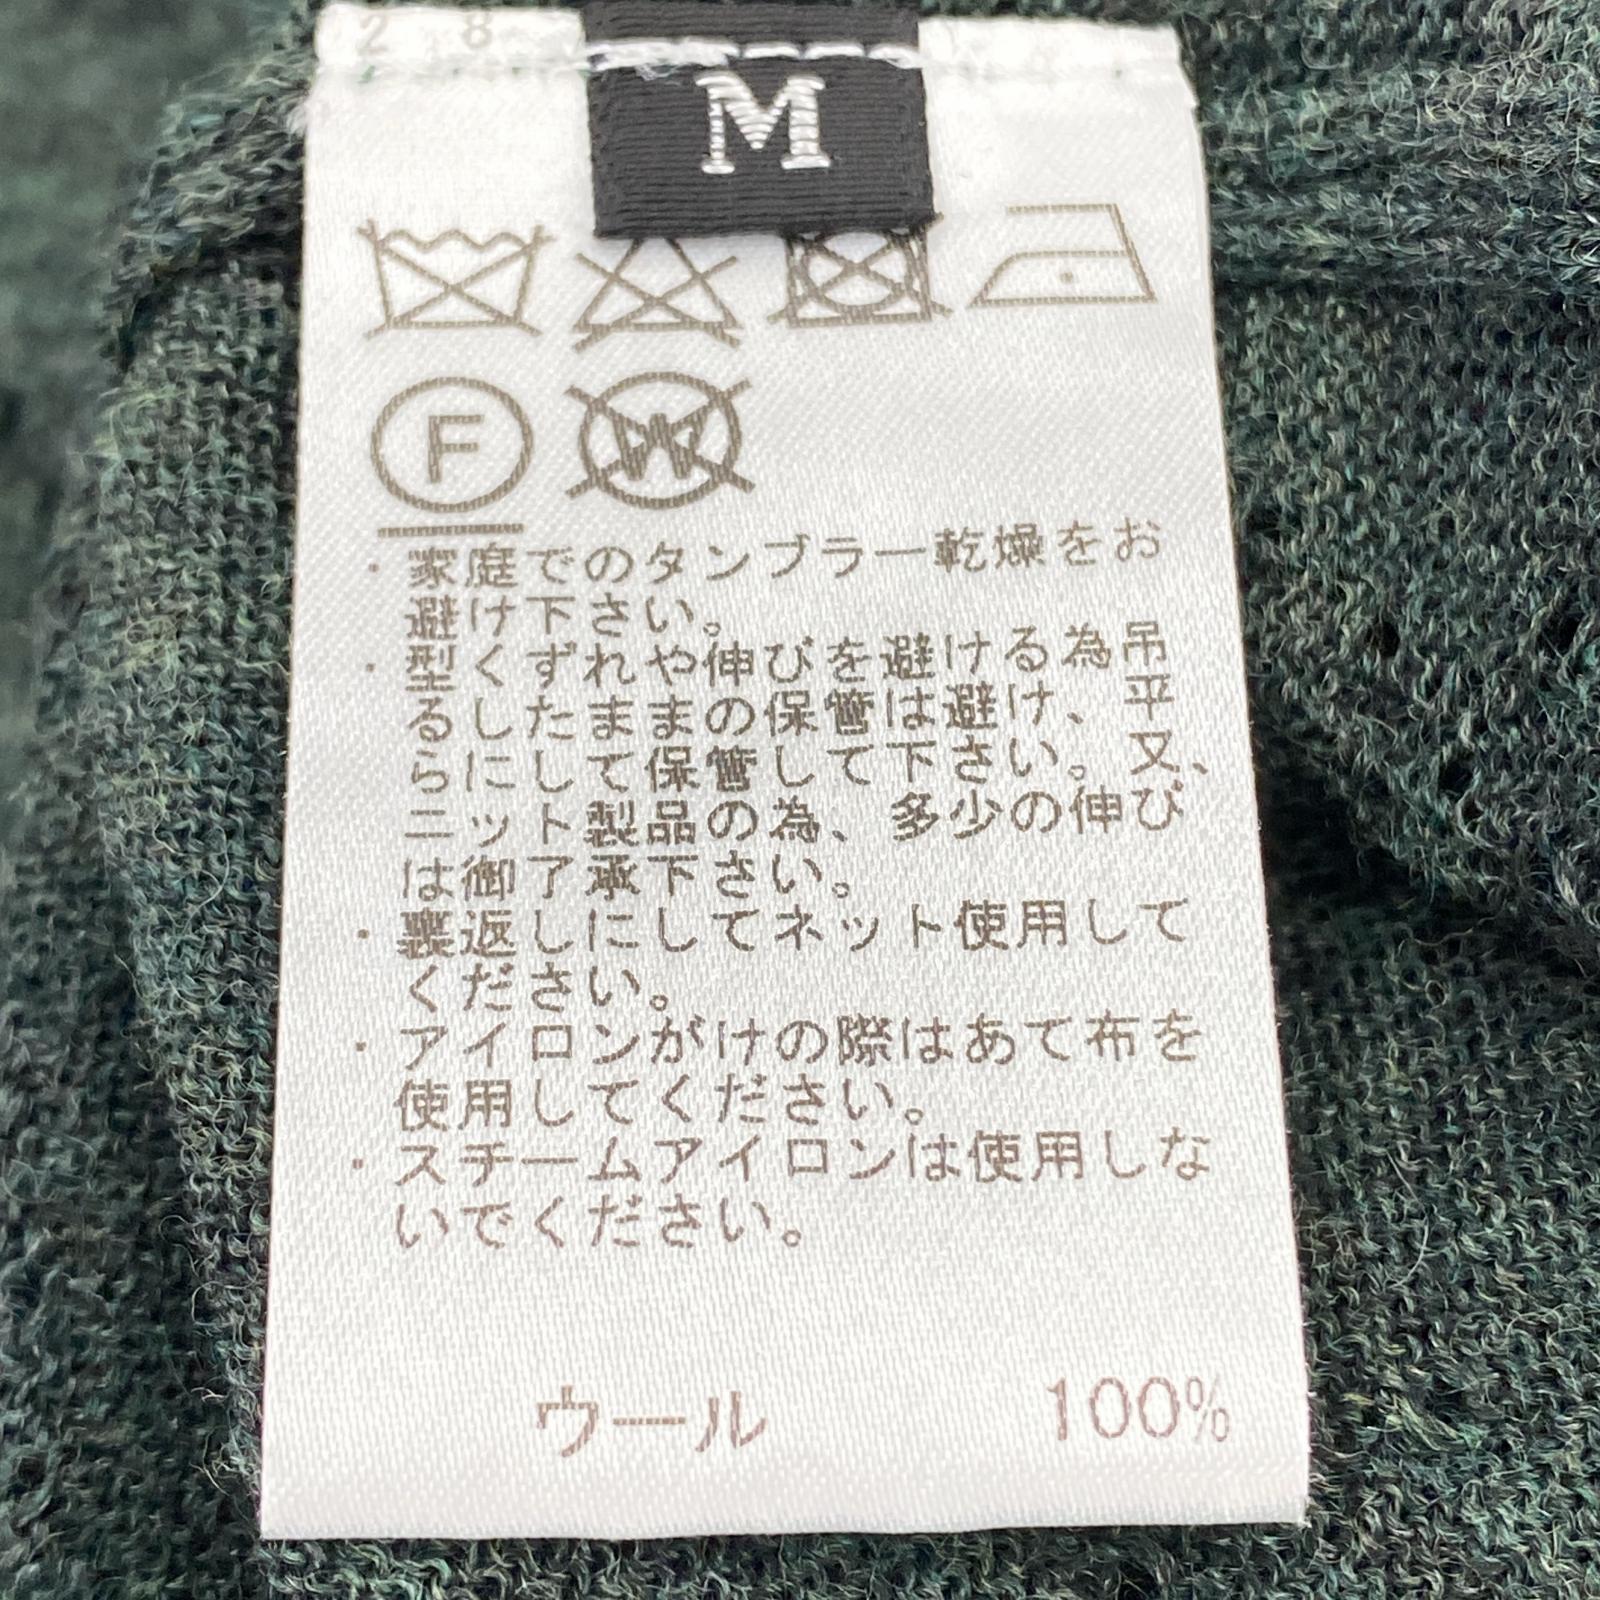 M
F
W
・家庭でのタンブラー乾燥をお
避け下さい。
・型くずれや伸びを避ける為吊
るしたままの保管は避け、平
らにして保管して下さい。又、
ニット製品の為、多少の伸び
は御了承下さい。
・裏返しにしてネット使用して
ください。
・アイロンがけの際はあて布を
使用してください。
・スチームアイロンは使用しな
いでください。
ウール 100%